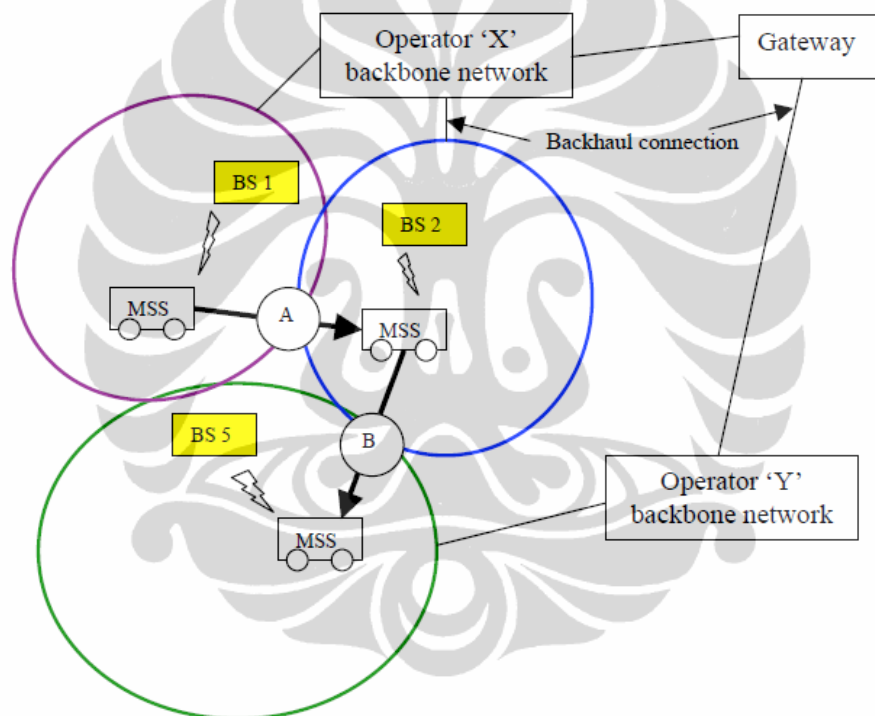 Operator ‘X’
backbone network
Gateway
Backhaul connection
BS 1
BS 2
MSS
A
MSS
BS 5
B
Operator ‘Y’
backbone network
MSS